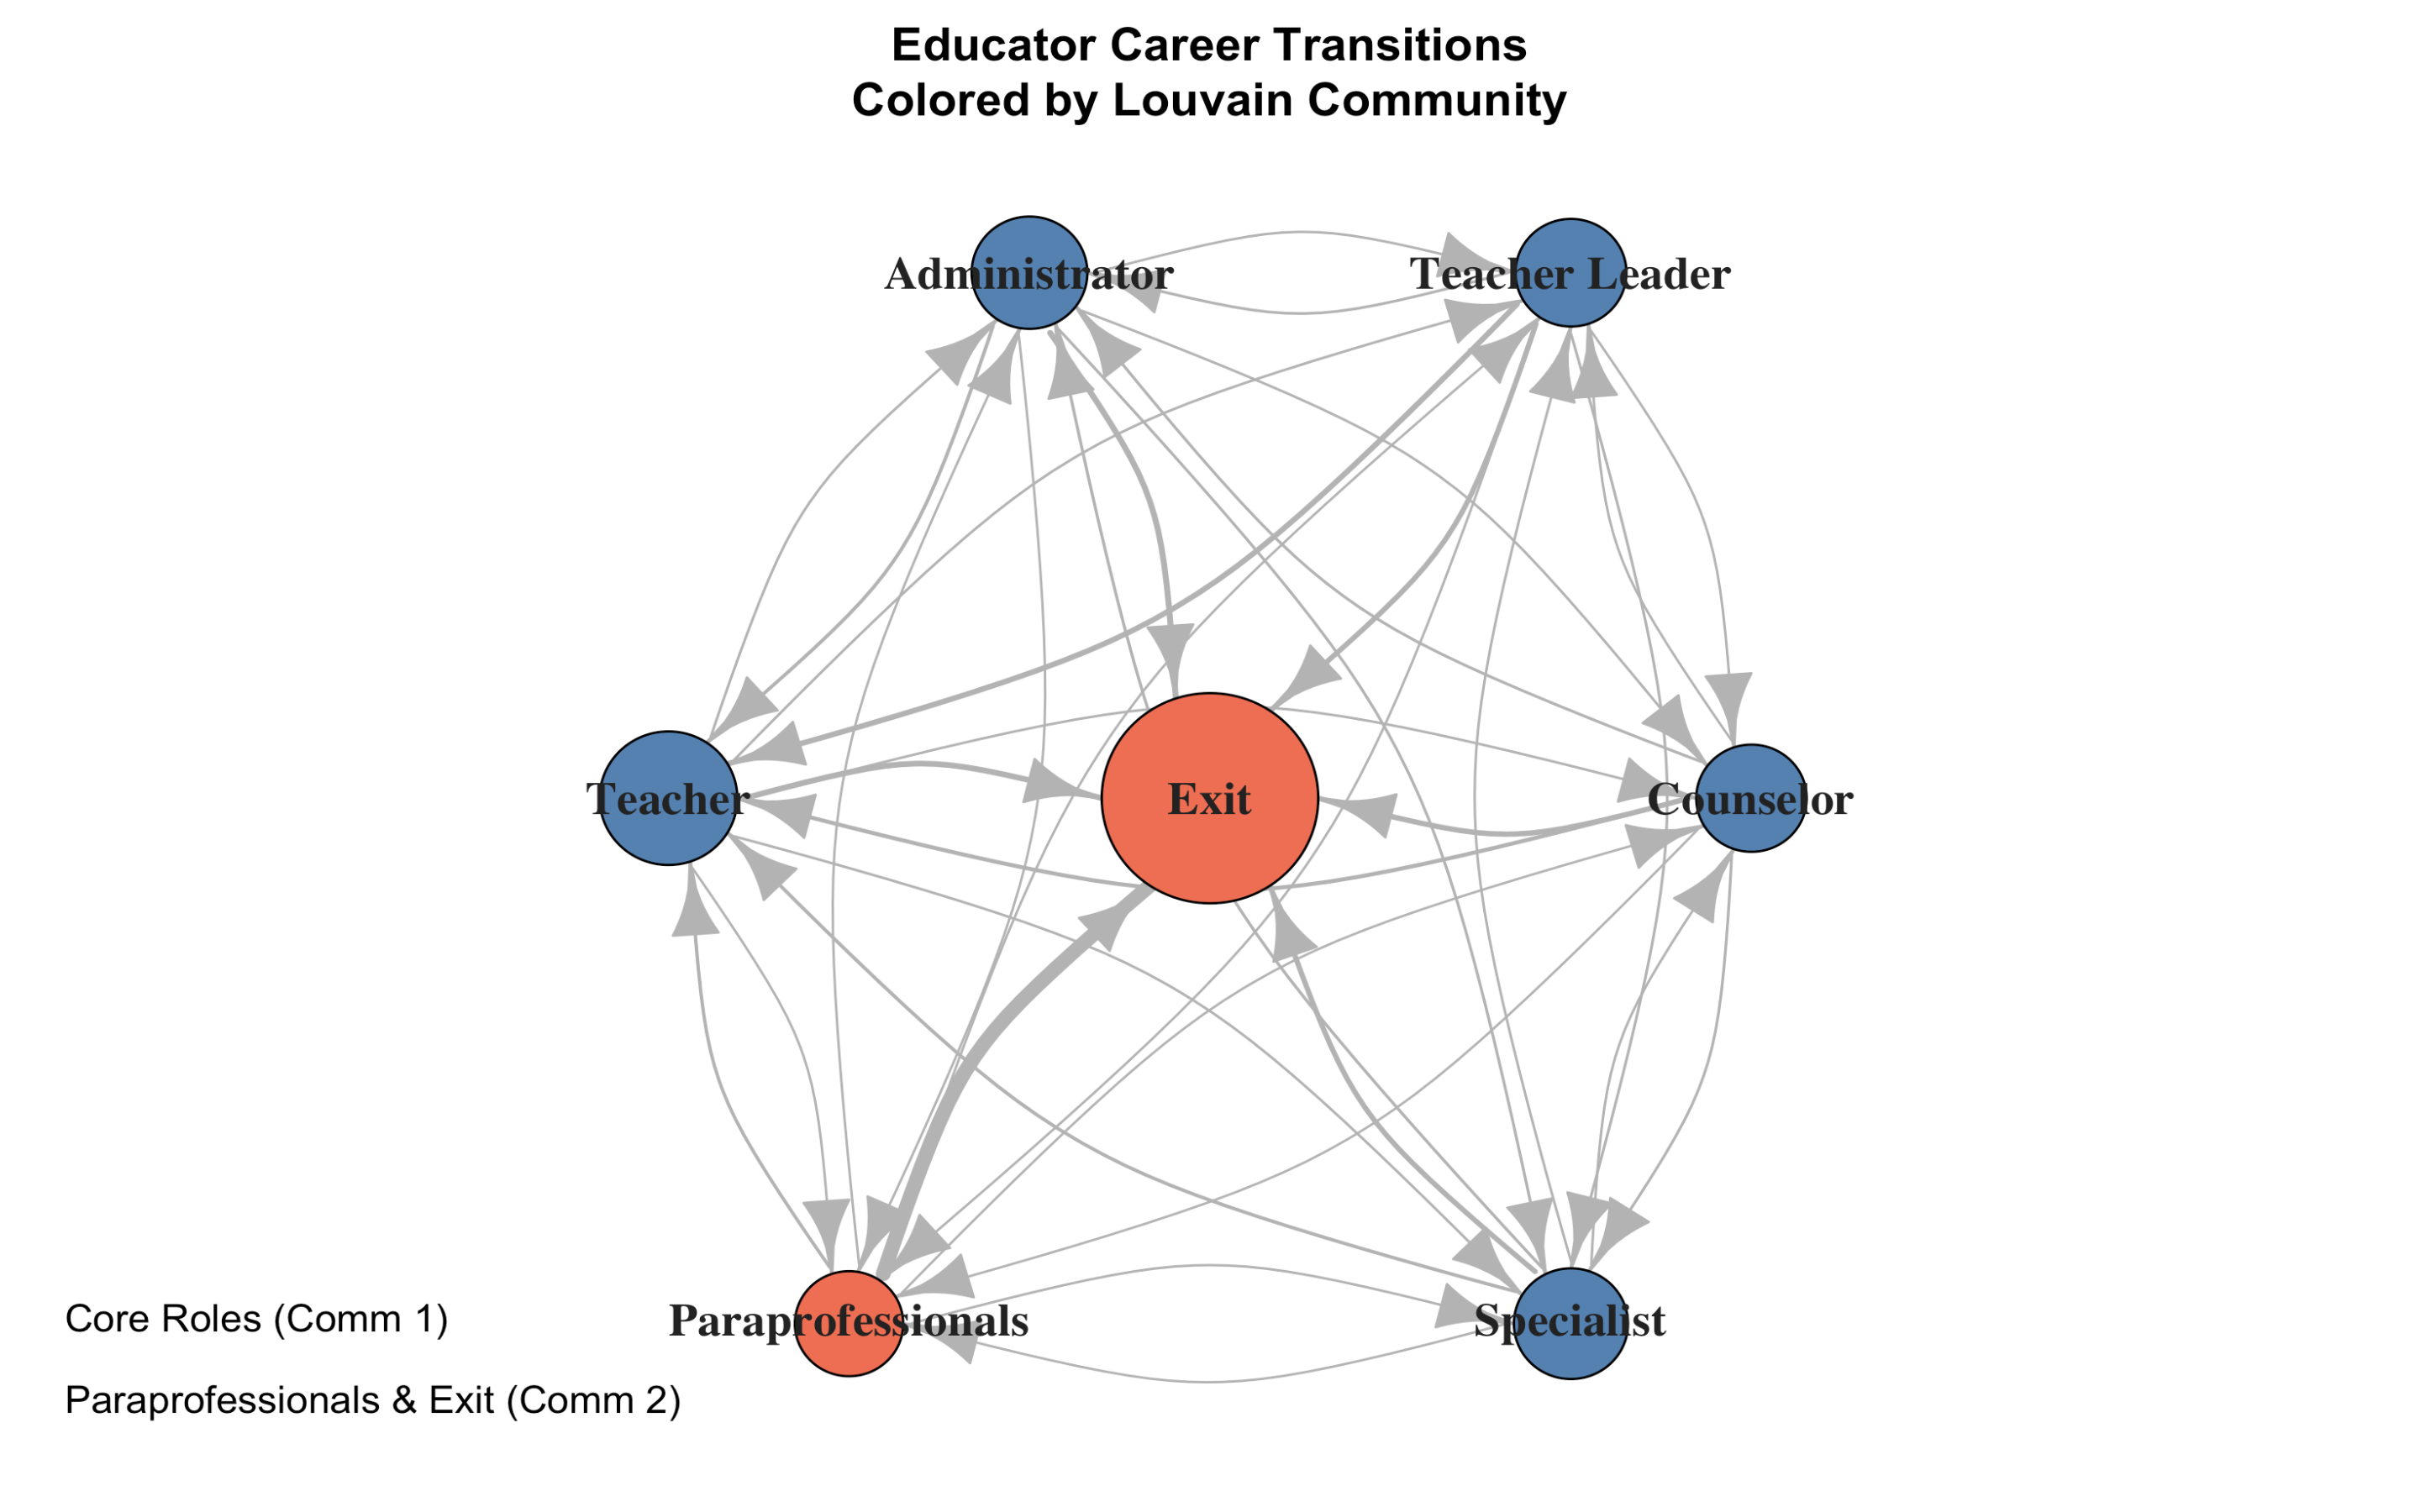 Educator Career Transitions
Colored by Louvain Community
Administrator
Teacher Leader
Teacher
Exit
Counselor
Paraprofessionals
Specialist
Core Roles (Comm 1)
Paraprofessionals & Exit (Comm 2)